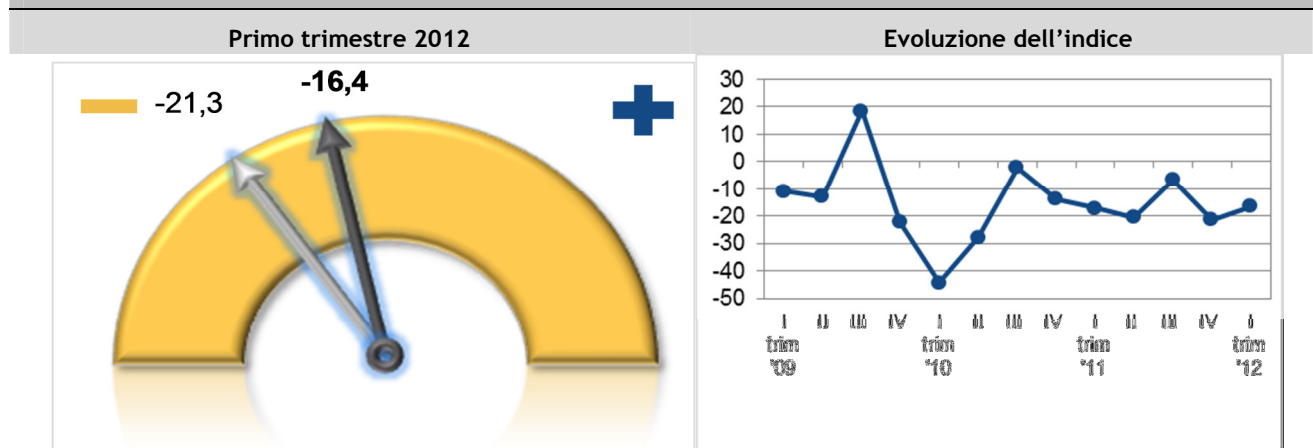 Primo trimestre 2012
-16,4
-21,3
Evoluzione dell’indice
30
20
10
0
-10
-20
-30
-40
-50
I II III IV I II III IV I II III IV I
trim trim trim trim
'09 '10 '11 '12